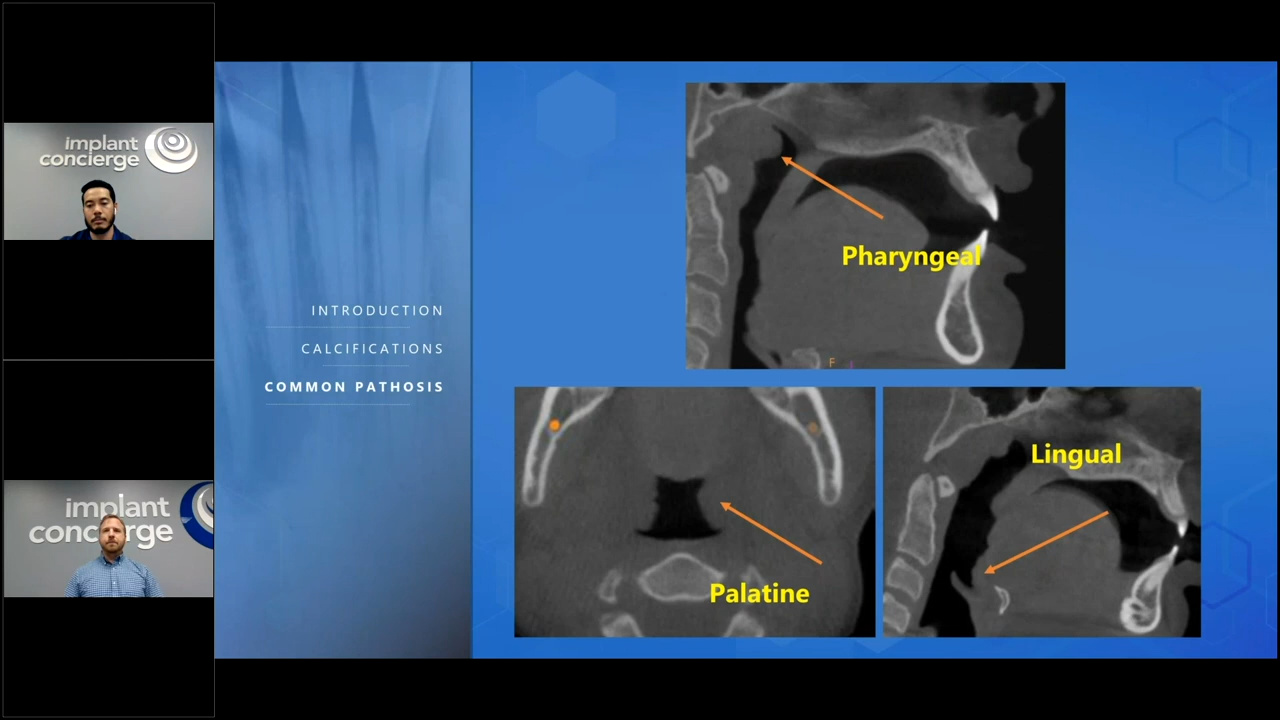 implant
concierge
implant
concierge
INTRODUCTION
CALCIFICATIONS
COMMON PATHOSIS
Pharyngeal
F
Palatine
Lingual